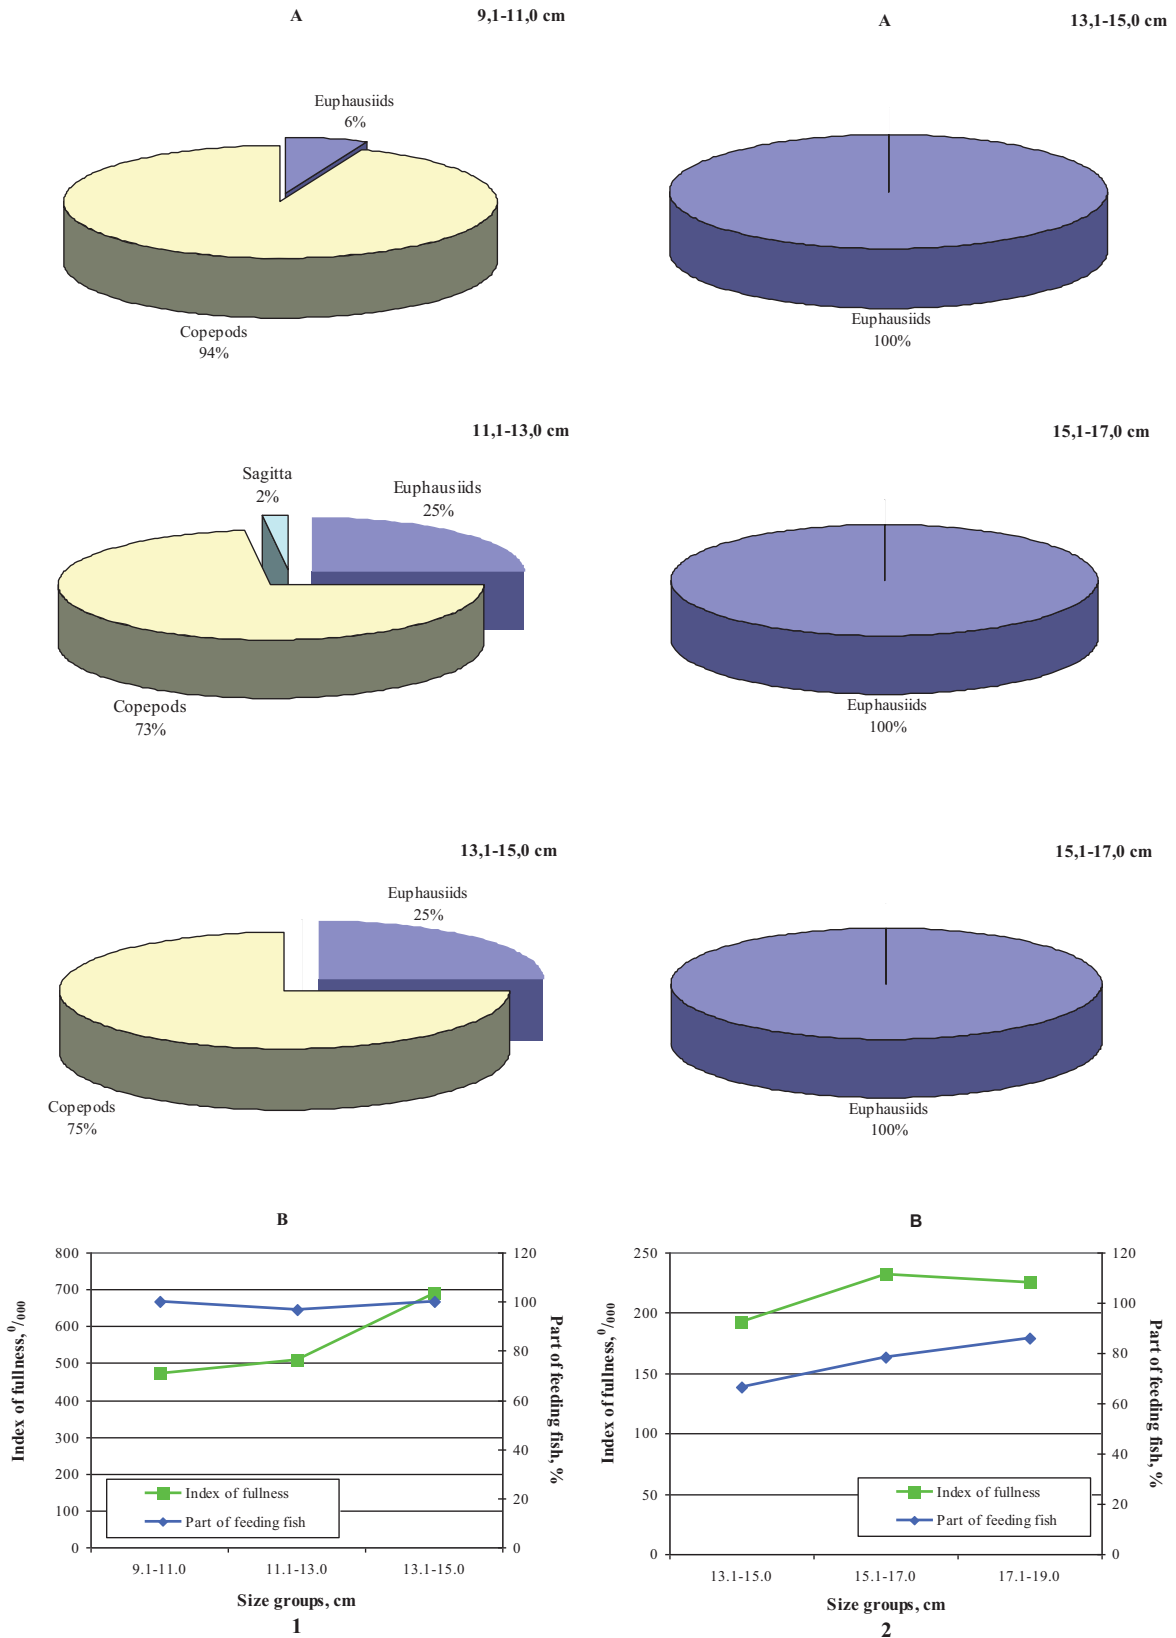 A
9,1-11,0 cm
Euphausiids
6%
Copepods
94%
11,1-13,0 cm
Sagitta
2%
Euphausiids
25%
Copepods
73%
13,1-15,0 cm
Euphausiids
25%
Copepods
75%
B
800
700
600
500
400
300
200
100
0
120
100
80
60
40
20
0
Index of fullness, ⁰/₀₀₀
Part of feeding fish, %
Index of fullness
Part of feeding fish
9.1-11.0
11.1-13.0
13.1-15.0
Size groups, cm
1
A
13,1-15,0 cm
Euphausiids
100%
15,1-17,0 cm
Euphausiids
100%
15,1-17,0 cm
Euphausiids
100%
B
250
200
150
100
50
0
120
100
80
60
40
20
0
Index of fullness, ⁰/₀₀₀
Part of feeding fish, %
Index of fullness
Part of feeding fish
13.1-15.0
15.1-17.0
17.1-19.0
Size groups, cm
2